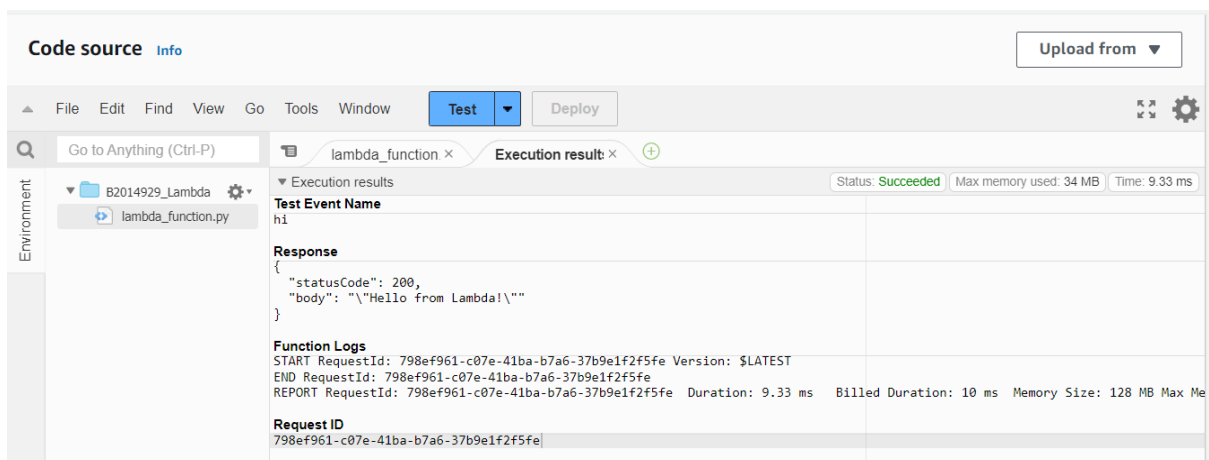 Code source Info
Upload from
File Edit Find View Go Tools Window Test Deploy
Go to Anything (Ctrl-P)
lambda_function × Execution result: ×
Environment
B2014929_Lambda
lambda_function.py
Execution results Status: Succeeded Max memory used: 34 MB Time: 9.33 ms
Test Event Name
hi
Response
{
"statusCode": 200,
"body": "\"Hello from Lambda!\""
}
Function Logs
START RequestId: 798ef961-c07e-41ba-b7a6-37b9e1f2f5fe Version: $LATEST
END RequestId: 798ef961-c07e-41ba-b7a6-37b9e1f2f5fe
REPORT RequestId: 798ef961-c07e-41ba-b7a6-37b9e1f2f5fe Duration: 9.33 ms Billed Duration: 10 ms Memory Size: 128 MB Max Me
Request ID
798ef961-c07e-41ba-b7a6-37b9e1f2f5fe